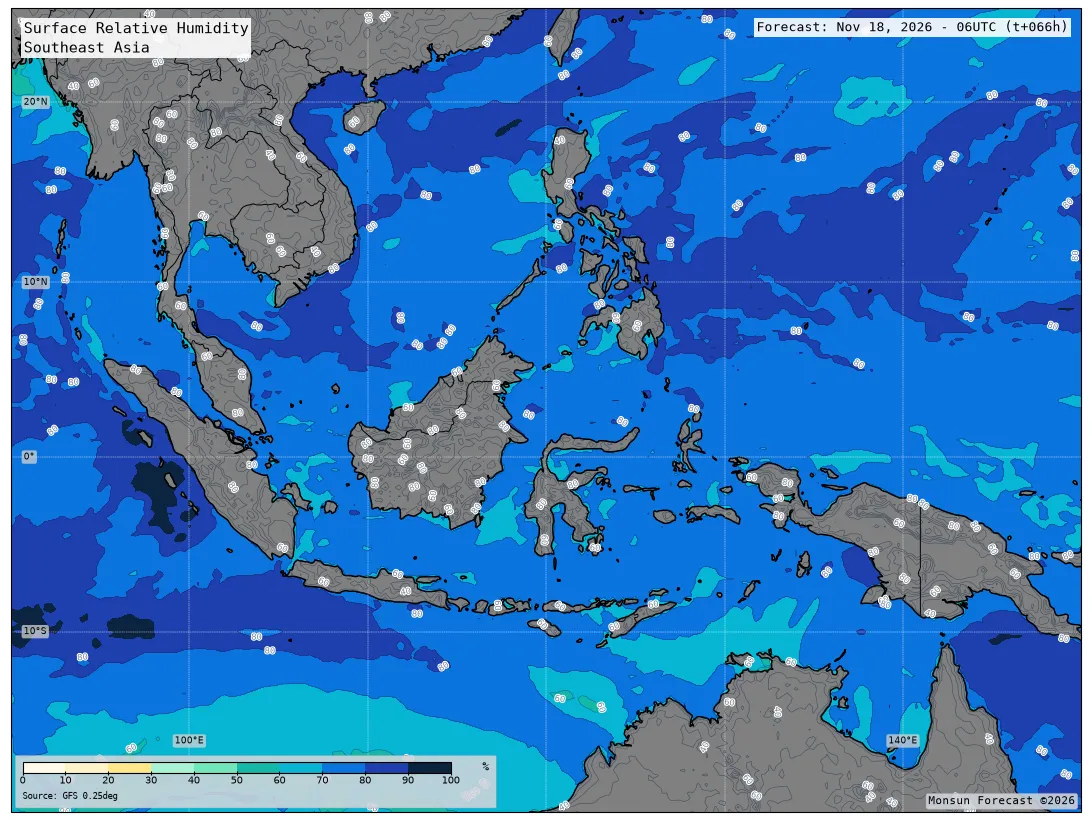 Surface Relative Humidity
Southeast Asia
Forecast: Nov 18, 2026 - 06UTC (t+066h)
20°N
10°N
0°
10°S
100°E
140°E
0 10 20 30 40 50 60 70 80 90 100
%
Source: GFS 0.25deg
Monsun Forecast ©2026